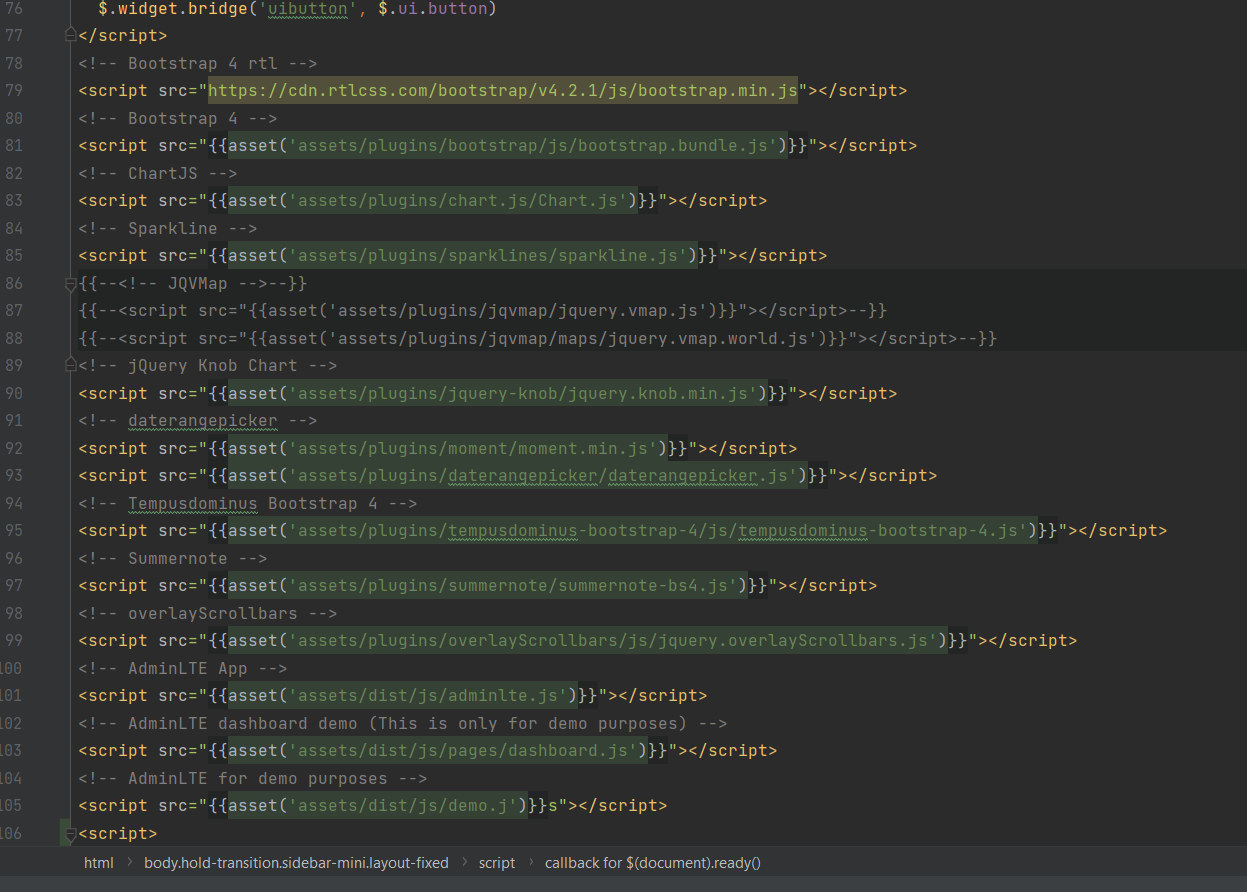 76 $.widget.bridge('uibutton', $.ui.button)
77 </script>
78 <!-- Bootstrap 4 rtl -->
79 <script src="https://cdn.rtlcss.com/bootstrap/v4.2.1/js/bootstrap.min.js"></script>
80 <!-- Bootstrap 4 -->
81 <script src="{{asset('assets/plugins/bootstrap/js/bootstrap.bundle.js')}}"></script>
82 <!-- ChartJS -->
83 <script src="{{asset('assets/plugins/chart.js/Chart.js')}}"></script>
84 <!-- Sparkline -->
85 <script src="{{asset('assets/plugins/sparklines/sparkline.js')}}"></script>
86 {{--<!-- JQVMap -->--}}
87 {{--<script src="{{asset('assets/plugins/jqvmap/jquery.vmap.js')}}"></script>--}}
88 {{--<script src="{{asset('assets/plugins/jqvmap/maps/jquery.vmap.world.js')}}"></script>--}}
89 <!-- jQuery Knob Chart -->
90 <script src="{{asset('assets/plugins/jquery-knob/jquery.knob.min.js')}}"></script>
91 <!-- daterangepicker -->
92 <script src="{{asset('assets/plugins/moment/moment.min.js')}}"></script>
93 <script src="{{asset('assets/plugins/daterangepicker/daterangepicker.js')}}"></script>
94 <!-- Tempusdominus Bootstrap 4 -->
95 <script src="{{asset('assets/plugins/tempusdominus-bootstrap-4/js/tempusdominus-bootstrap-4.js')}}"></script>
96 <!-- Summernote -->
97 <script src="{{asset('assets/plugins/summernote/summernote-bs4.js')}}"></script>
98 <!-- overlayScrollbars -->
99 <script src="{{asset('assets/plugins/overlayScrollbars/js/jquery.overlayScrollbars.js')}}"></script>
100 <!-- AdminLTE App -->
101 <script src="{{asset('assets/dist/js/adminlte.js')}}"></script>
102 <!-- AdminLTE dashboard demo (This is only for demo purposes) -->
103 <script src="{{asset('assets/dist/js/pages/dashboard.js')}}"></script>
104 <!-- AdminLTE for demo purposes -->
105 <script src="{{asset('assets/dist/js/demo.j')}}s"></script>
106 <script>
html › body.hold-transition.sidebar-mini.layout-fixed › script › callback for $(document).ready()